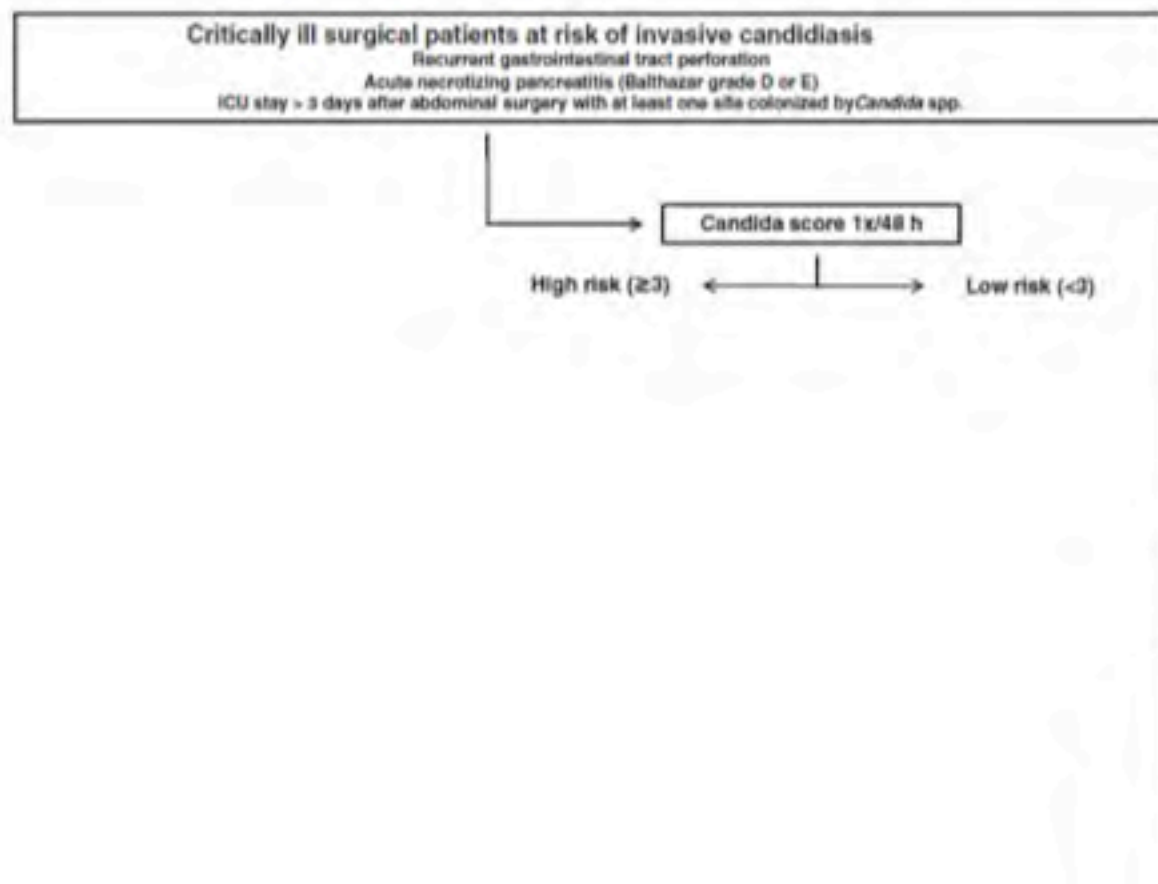 Critically ill surgical patients at risk of invasive candidiasis
Recurrent gastrointestinal tract perforation
Acute necrotizing pancreatitis (Balthazar grade D or E)
ICU stay > 3 days after abdominal surgery with at least one site colonized byCandida spp.
Candida score 1x/48 h
High risk (≥3)
Low risk (<3)